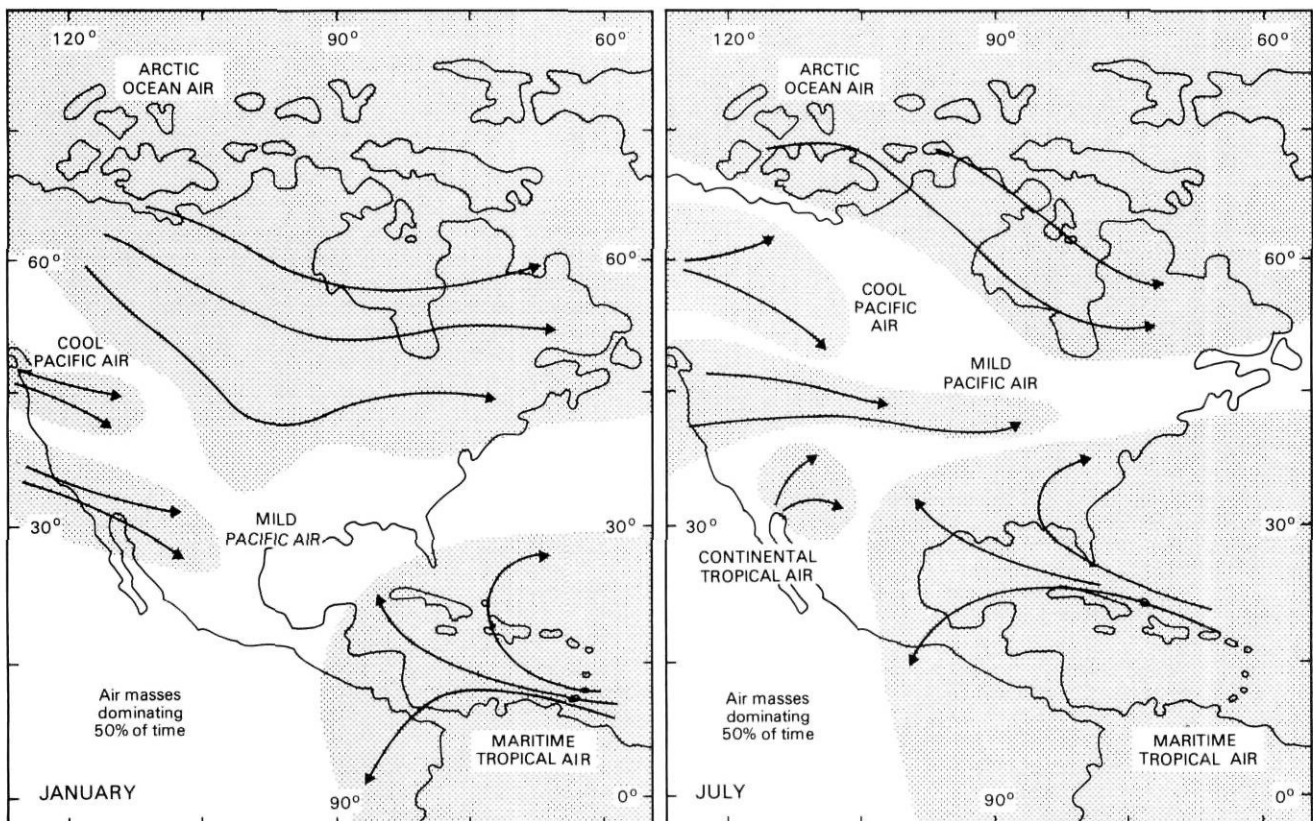 120°
90°
60°
ARCTIC
OCEAN AIR
60°
60°
COOL
PACIFIC AIR
30°
MILD
PACIFIC AIR
30°
Air masses
dominating
50% of time
MARITIME
TROPICAL AIR
JANUARY
90°
0°
120°
90°
60°
ARCTIC
OCEAN AIR
60°
60°
COOL
PACIFIC
AIR
MILD
PACIFIC AIR
30°
30°
CONTINENTAL
TROPICAL AIR
Air masses
dominating
50% of time
MARITIME
TROPICAL AIR
JULY
90°
0°